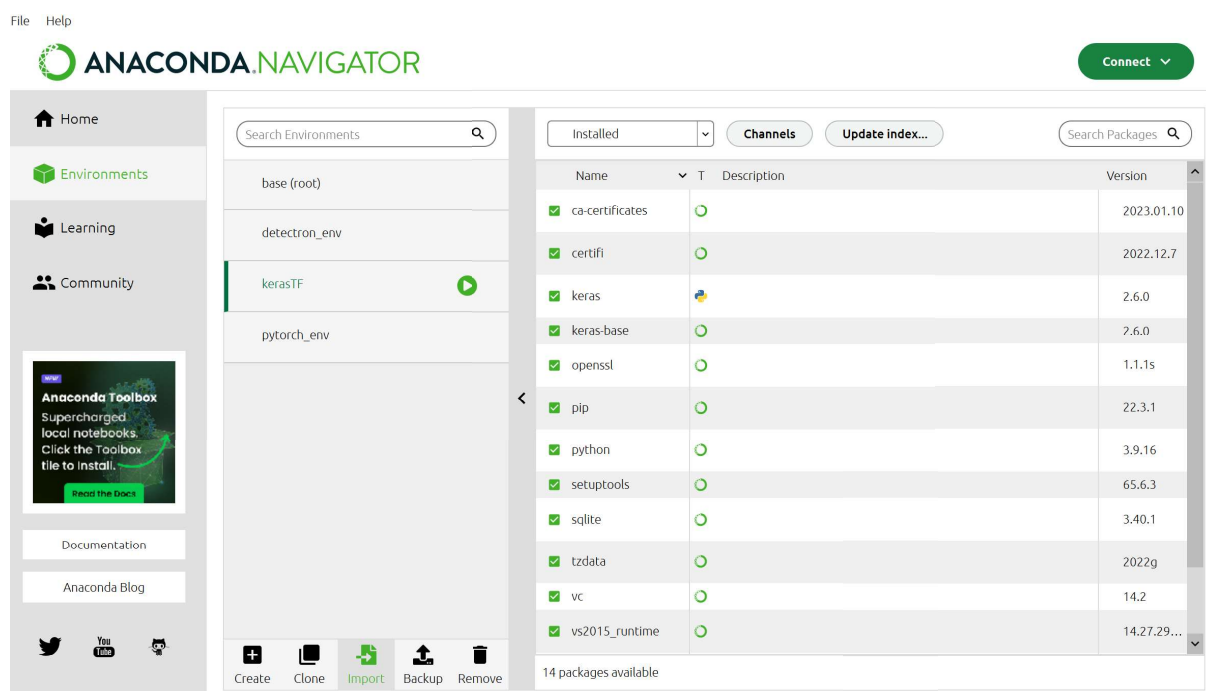 File Help
ANACONDA.NAVIGATOR
Connect
Home
Environments
Learning
Community
NEW
Anaconda Toolbox
Supercharged
local notebooks.
Click the Toolbox
tile to Install.
Read the Docs
Documentation
Anaconda Blog
You
Tube
Search Environments
base (root)
detectron_env
kerasTF
pytorch_env
Create Clone Import Backup Remove
Installed Channels Update index... Search Packages
Name T Description Version
ca-certificates 2023.01.10
certifi 2022.12.7
keras 2.6.0
keras-base 2.6.0
openssl 1.1.1s
pip 22.3.1
python 3.9.16
setuptools 65.6.3
sqlite 3.40.1
tzdata 2022g
vc 14.2
vs2015_runtime 14.27.29...
14 packages available